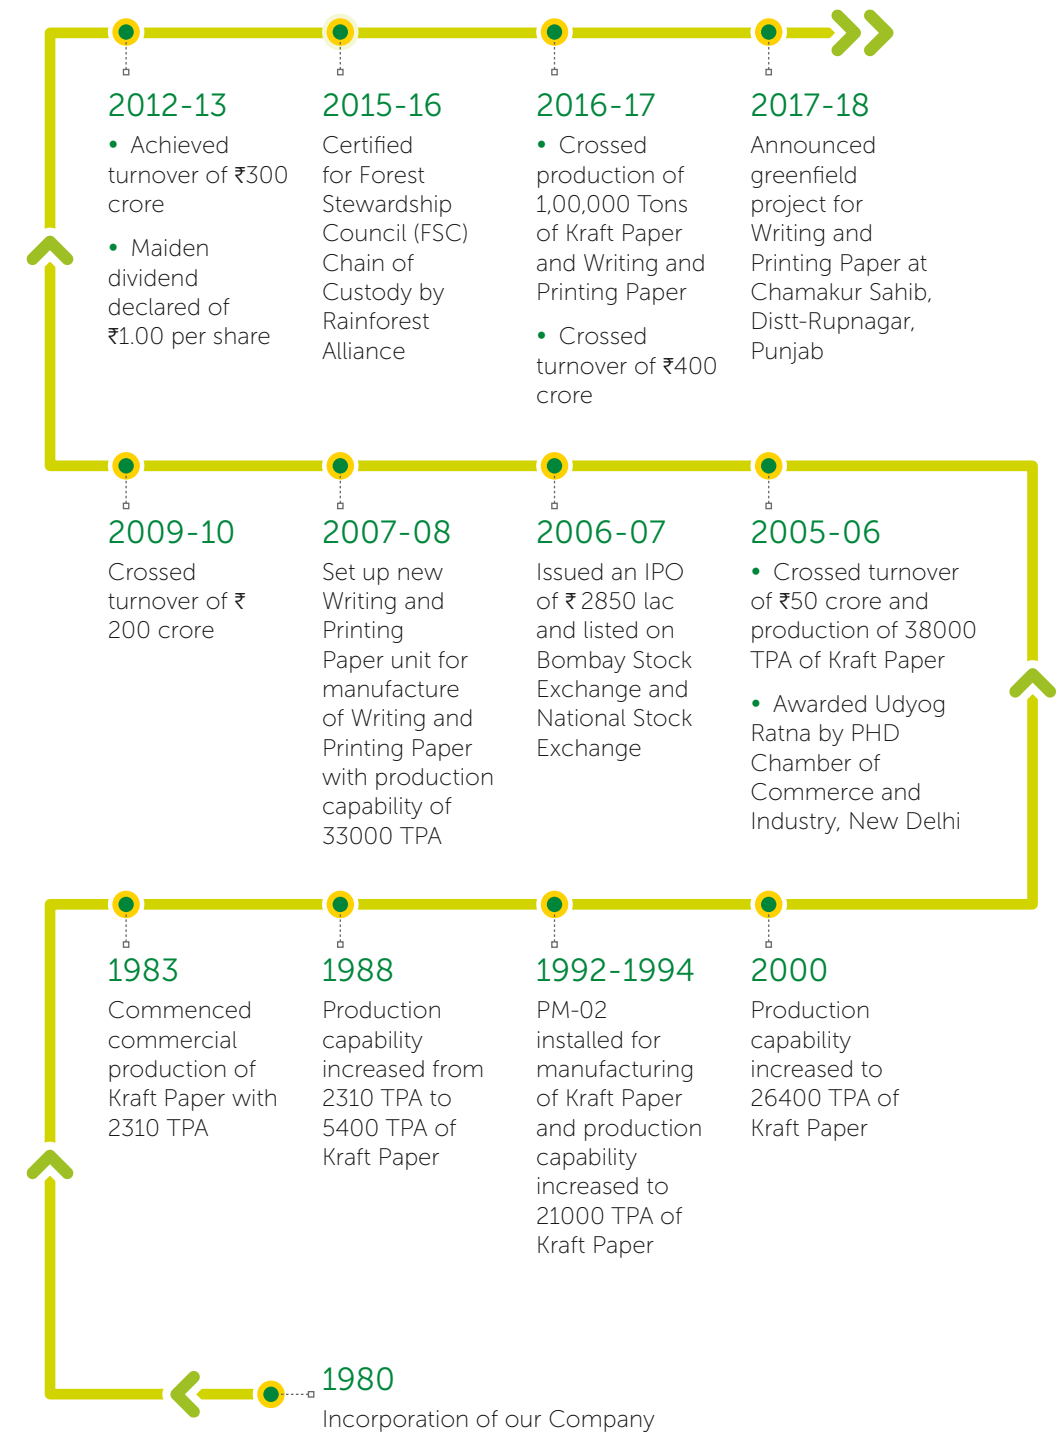 2012-13
• Achieved
turnover of ₹300
crore
• Maiden
dividend
declared of
₹1.00 per share
2015-16
Certified
for Forest
Stewardship
Council (FSC)
Chain of
Custody by
Rainforest
Alliance
2016-17
• Crossed
production of
1,00,000 Tons
of Kraft Paper
and Writing and
Printing Paper
• Crossed
turnover of ₹400
crore
2017-18
Announced
greenfield
project for
Writing and
Printing Paper at
Chamakur Sahib,
Distt-Rupnagar,
Punjab
2009-10
Crossed
turnover of ₹
200 crore
2007-08
Set up new
Writing and
Printing
Paper unit for
manufacture
of Writing and
Printing Paper
with production
capability of
33000 TPA
2006-07
Issued an IPO
of ₹ 2850 lac
and listed on
Bombay Stock
Exchange and
National Stock
Exchange
2005-06
• Crossed turnover
of ₹50 crore and
production of 38000
TPA of Kraft Paper
• Awarded Udyog
Ratna by PHD
Chamber of
Commerce and
Industry, New Delhi
1983
Commenced
commercial
production of
Kraft Paper with
2310 TPA
1988
Production
capability
increased from
2310 TPA to
5400 TPA of
Kraft Paper
1992-1994
PM-02
installed for
manufacturing
of Kraft Paper
and production
capability
increased to
21000 TPA of
Kraft Paper
2000
Production
capability
increased to
26400 TPA of
Kraft Paper
1980
Incorporation of our Company